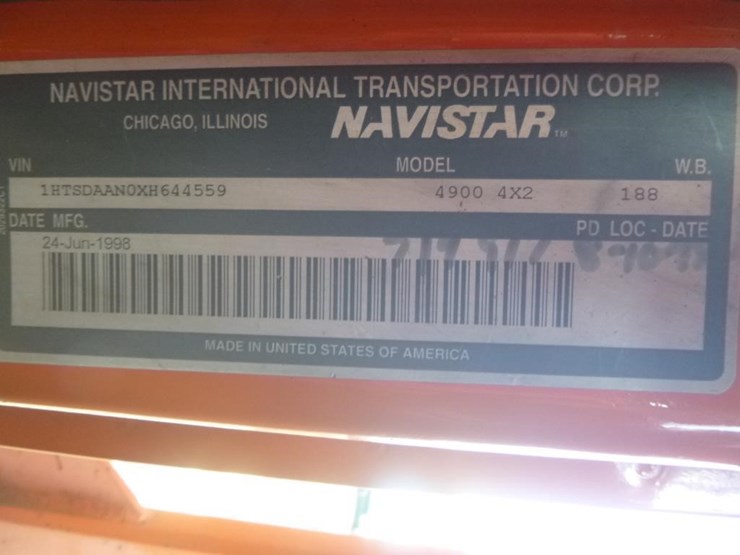 NAVISTAR INTERNATIONAL TRANSPORTATION CORP.
CHICAGO, ILLINOIS NAVISTAR TM
VIN MODEL W.B.
1HTSDAAN0XH644559 4900 4X2 188
DATE MFG. PD LOC - DATE
24-Jun-1998
MADE IN UNITED STATES OF AMERICA